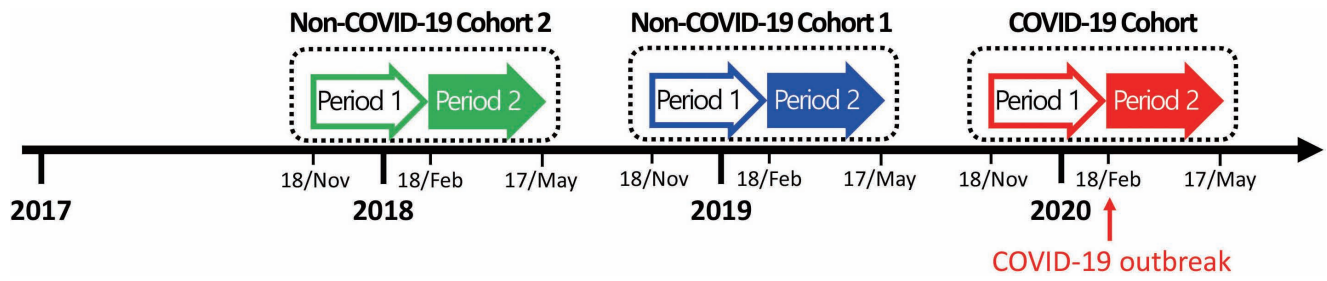 Non-COVID-19 Cohort 2 Non-COVID-19 Cohort 1 COVID-19 Cohort
Period 1 Period 2 Period 1 Period 2 Period 1 Period 2
18/Nov 18/Feb 17/May 18/Nov 18/Feb 17/May 18/Nov 18/Feb 17/May
2017 2018 2019 2020
COVID-19 outbreak